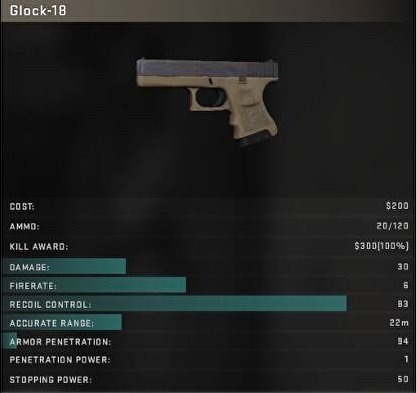 Glock-18
COST: $200
AMMO: 20/120
KILL AWARD: $300(100%)
DAMAGE: 30
FIRERATE: 6
RECOIL CONTROL: 83
ACCURATE RANGE: 22m
ARMOR PENETRATION: 94
PENETRATION POWER: 1
STOPPING POWER: 50